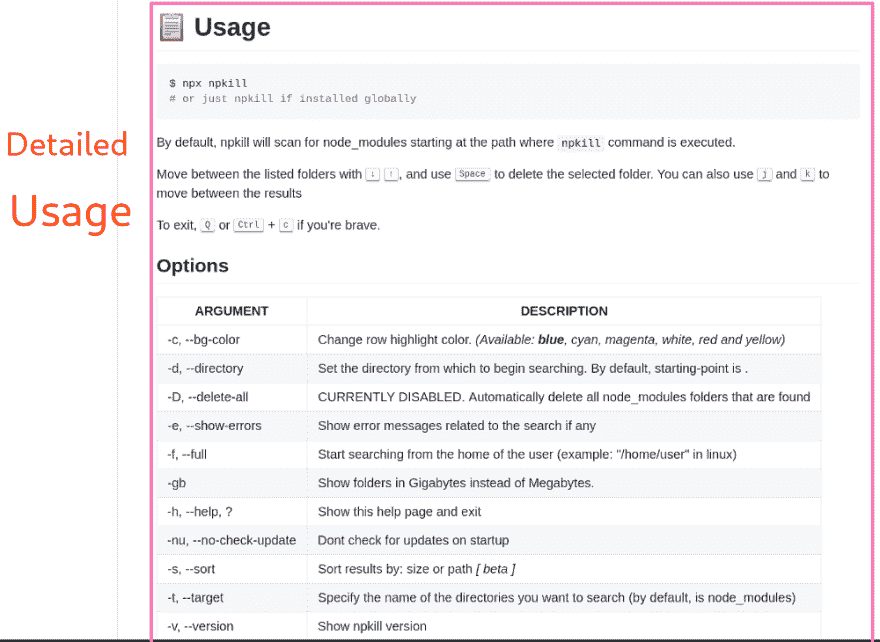 Usage
$ npx npkill
# or just npkill if installed globally
Detailed
Usage
By default, npkill will scan for node_modules starting at the path where npkill command is executed.
Move between the listed folders with ↓ ↑, and use Space to delete the selected folder. You can also use j and k to
move between the results
To exit, Q or Ctrl + c if you're brave.
Options
ARGUMENT DESCRIPTION
-c, --bg-color Change row highlight color. (Available: blue, cyan, magenta, white, red and yellow)
-d, --directory Set the directory from which to begin searching. By default, starting-point is .
-D, --delete-all CURRENTLY DISABLED. Automatically delete all node_modules folders that are found
-e, --show-errors Show error messages related to the search if any
-f, --full Start searching from the home of the user (example: "/home/user" in linux)
-gb Show folders in Gigabytes instead of Megabytes.
-h, --help, ? Show this help page and exit
-nu, --no-check-update Dont check for updates on startup
-s, --sort Sort results by: size or path [ beta ]
-t, --target Specify the name of the directories you want to search (by default, is node_modules)
-v, --version Show npkill version